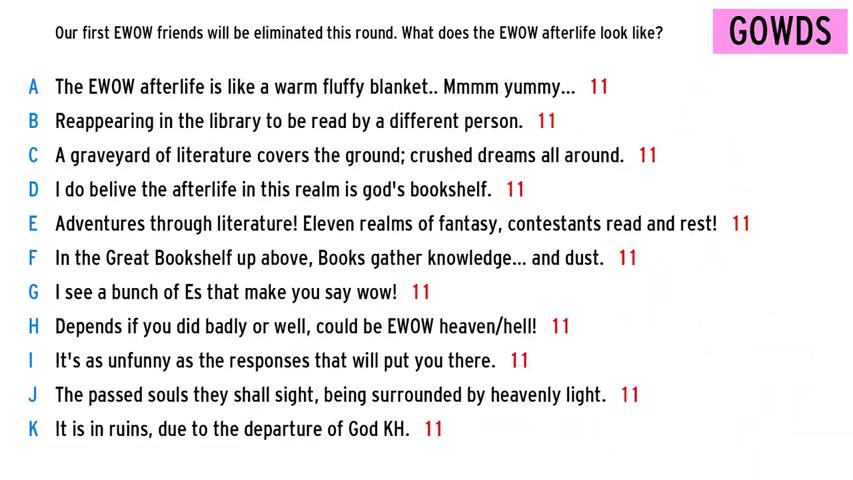 Our first EWOW friends will be eliminated this round. What does the EWOW afterlife look like?
GOWDS
A The EWOW afterlife is like a warm fluffy blanket.. Mmmm yummy... 11
B Reappearing in the library to be read by a different person. 11
C A graveyard of literature covers the ground; crushed dreams all around. 11
D I do belive the afterlife in this realm is god's bookshelf. 11
E Adventures through literature! Eleven realms of fantasy, contestants read and rest! 11
F In the Great Bookshelf up above, Books gather knowledge... and dust. 11
G I see a bunch of Es that make you say wow! 11
H Depends if you did badly or well, could be EWOW heaven/hell! 11
I It's as unfunny as the responses that will put you there. 11
J The passed souls they shall sight, being surrounded by heavenly light. 11
K It is in ruins, due to the departure of God KH. 11